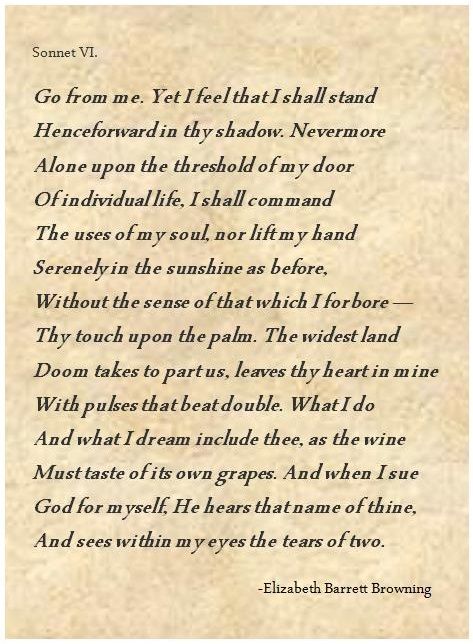 Sonnet VI.
Go from me. Yet I feel that I shall stand
Henceforward in thy shadow. Nevermore
Alone upon the threshold of my door
Of individual life, I shall command
The uses of my soul, nor lift my hand
Serenely in the sunshine as before,
Without the sense of that which I forbore —
Thy touch upon the palm. The widest land
Doom takes to part us, leaves thy heart in mine
With pulses that beat double. What I do
And what I dream include thee, as the wine
Must taste of its own grapes. And when I sue
God for myself, He hears that name of thine,
And sees within my eyes the tears of two.
-Elizabeth Barrett Browning